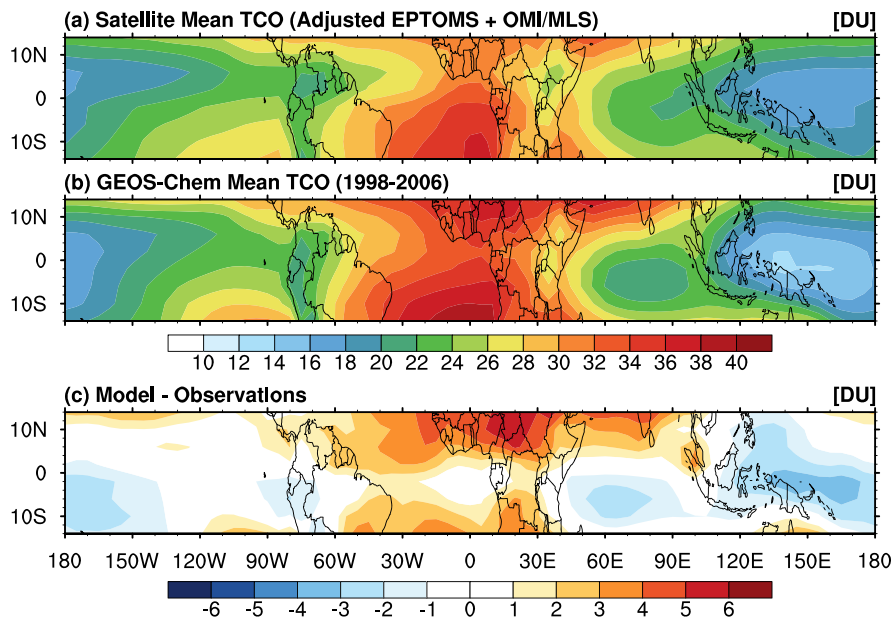 (a) Satellite Mean TCO (Adjusted EPTOMS + OMI/MLS) [DU]
10N
0
10S
(b) GEOS-Chem Mean TCO (1998-2006) [DU]
10N
0
10S
10 12 14 16 18 20 22 24 26 28 30 32 34 36 38 40
(c) Model - Observations [DU]
10N
0
10S
180 150W 120W 90W 60W 30W 0 30E 60E 90E 120E 150E 180
-6 -5 -4 -3 -2 -1 0 1 2 3 4 5 6